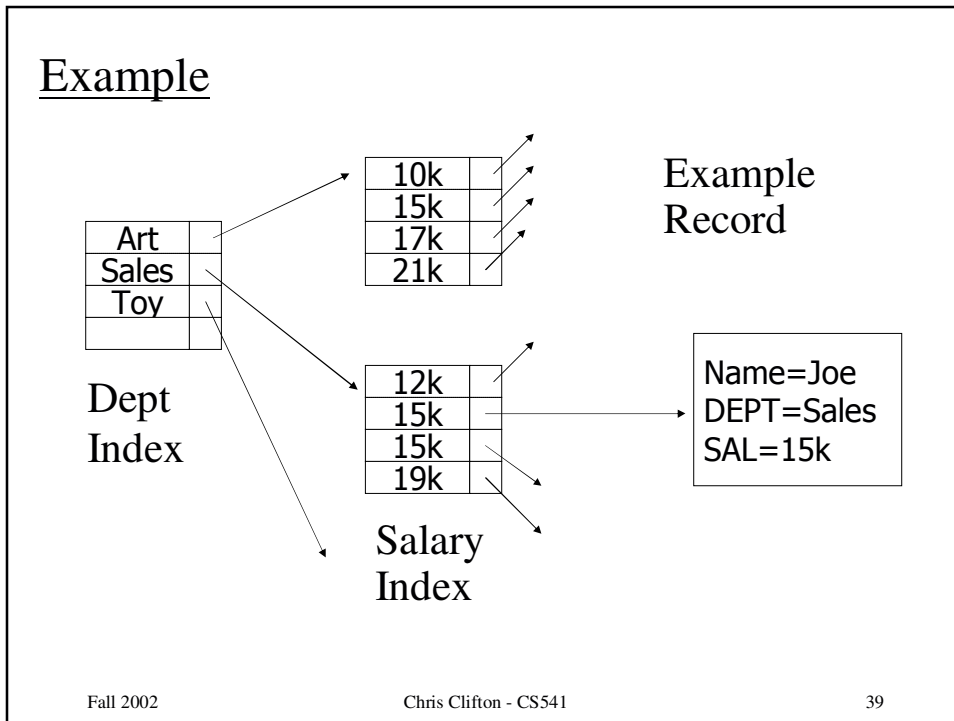 Example
Art
Sales
Toy
Dept
Index
10k
15k
17k
21k
12k
15k
15k
19k
Salary
Index
Example
Record
Name=Joe
DEPT=Sales
SAL=15k
Fall 2002
Chris Clifton - CS541
39